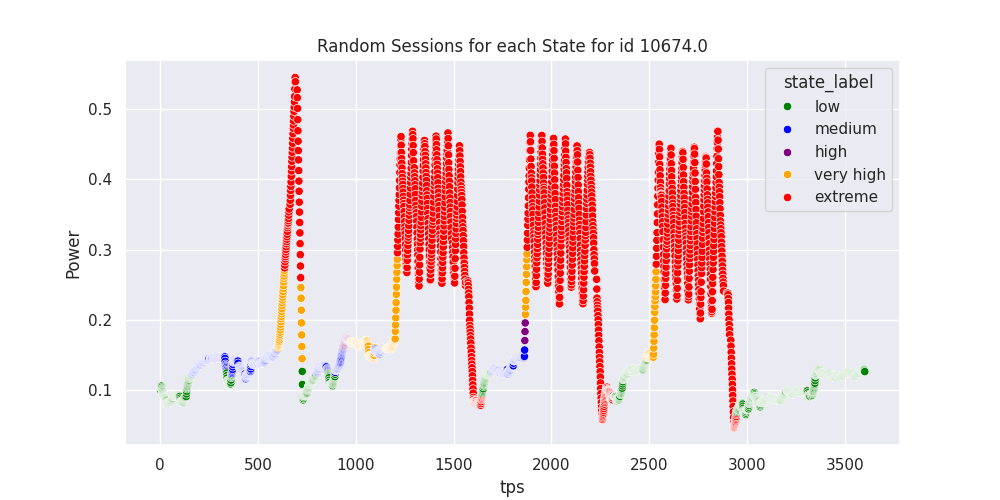 Random Sessions for each State for id 10674.0
state_label
low
medium
high
very high
extreme
Power
0.5
0.4
0.3
0.2
0.1
0 500 1000 1500 2000 2500 3000 3500
tps